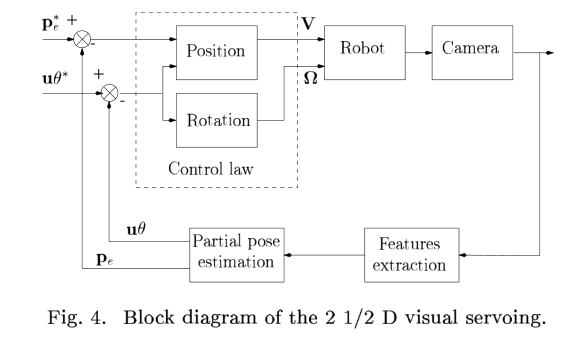 p*e +
-
Position
V
Robot
Camera
uθ* +
-
Ω
Rotation
Control law
uθ
pe
Partial pose
estimation
Features
extraction
Fig. 4. Block diagram of the 2 1/2 D visual servoing.